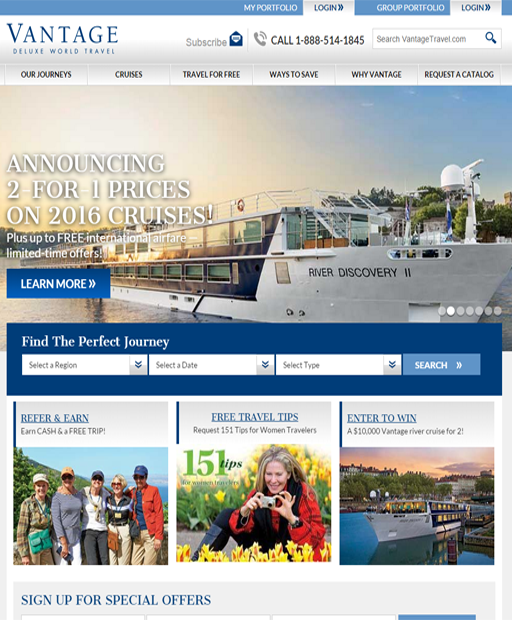 MY PORTFOLIO LOGIN » GROUP PORTFOLIO LOGIN »
VANTAGE
DELUXE WORLD TRAVEL
Subscribe CALL 1-888-514-1845 Search VantageTravel.com
OUR JOURNEYS CRUISES TRAVEL FOR FREE WAYS TO SAVE WHY VANTAGE REQUEST A CATALOG
ANNOUNCING
2-FOR-1 PRICES
ON 2016 CRUISES!
Plus up to FREE international airfare —
limited-time offers!
LEARN MORE »
RIVER DISCOVERY II
Find The Perfect Journey
Select a Region Select a Date Select Type SEARCH »
REFER & EARN
Earn CASH & a FREE TRIP!
FREE TRAVEL TIPS
Request 151 Tips for Women Travelers
ENTER TO WIN
A $10,000 Vantage river cruise for 2!
151 tips
for women travelers
SIGN UP FOR SPECIAL OFFERS